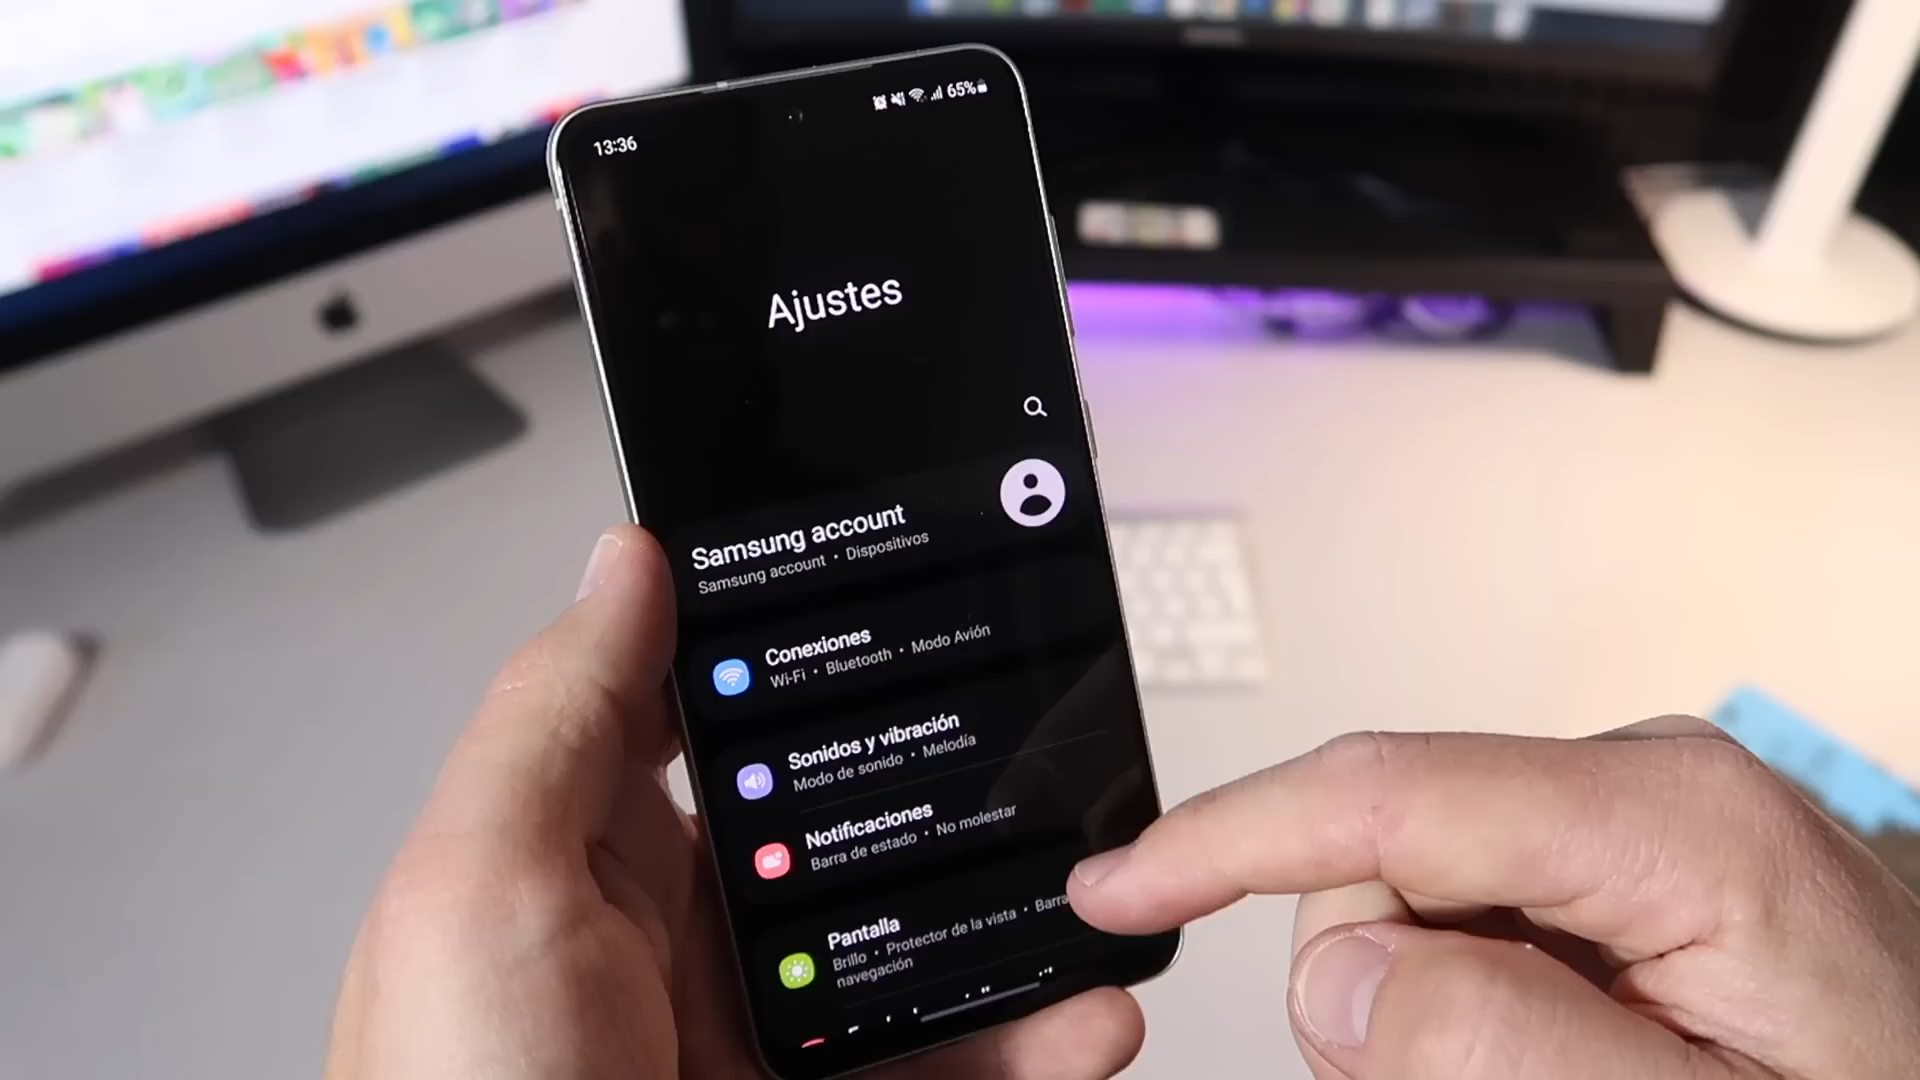 13:36
65%
Ajustes
Samsung account
Samsung account • Dispositivos
Conexiones
Wi-Fi • Bluetooth • Modo Avión
Sonidos y vibración
Modo de sonido • Melodía
Notificaciones
Barra de estado • No molestar
Pantalla
Brillo • Protector de la vista • Barra
navegación